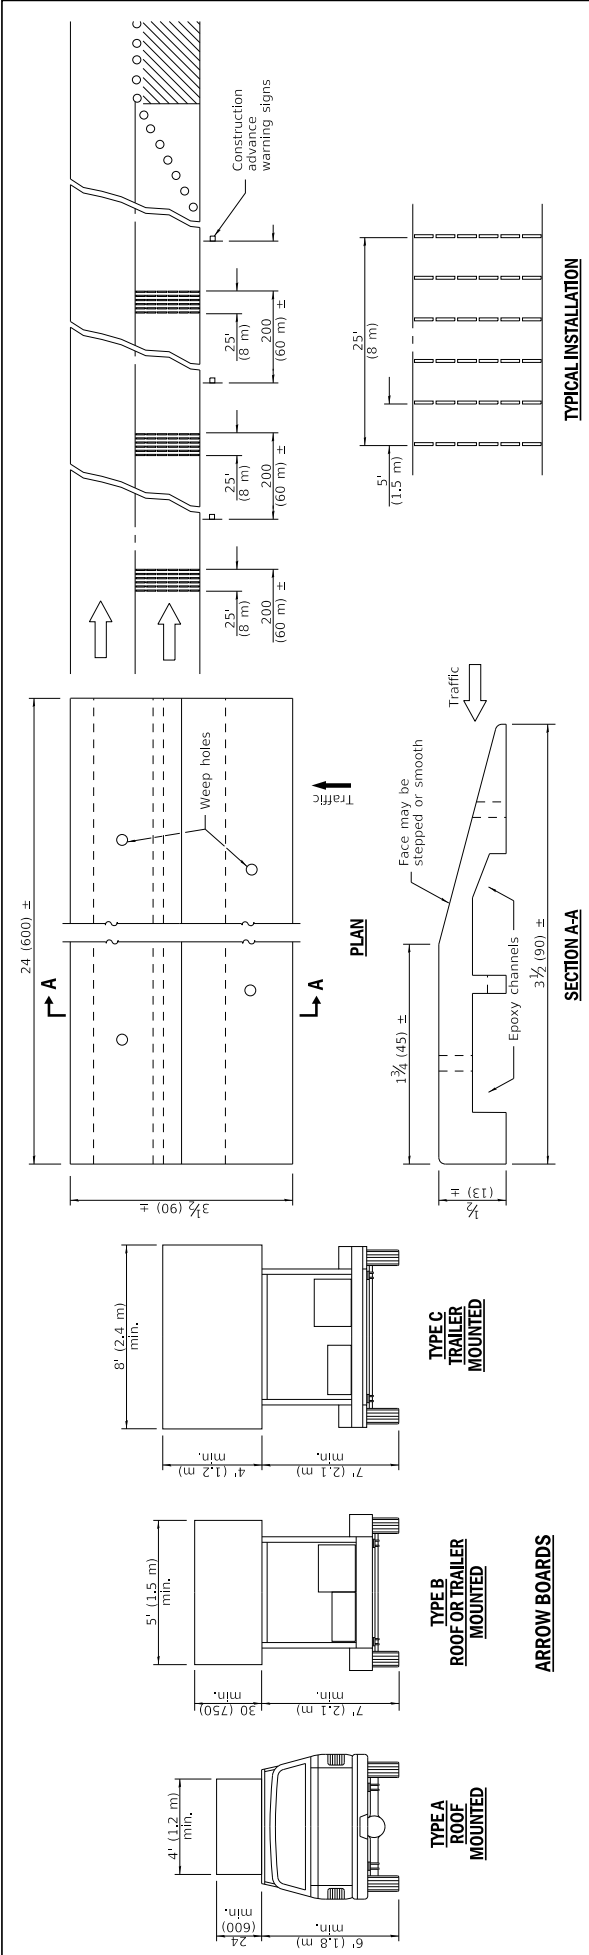 24 (600) ±
A
A
3½ (90) ±
Weep holes
Traffic
PLAN
25'
(8 m)
200
(60 m) ±
25'
(8 m)
200
(60 m) ±
25'
(8 m)
200
(60 m) ±
Construction
advance
warning signs
4' (1.2 m)
min.
24
(600)
min.
6' (1.8 m)
min.
TYPE A
ROOF
MOUNTED
5' (1.5 m)
min.
30 (750)
min.
7' (2.1 m)
min.
TYPE B
ROOF OR TRAILER
MOUNTED
8' (2.4 m)
min.
4' (1.2 m)
min.
7' (2.1 m)
min.
TYPE C
TRAILER
MOUNTED
ARROW BOARDS
1¾ (45) ±
Face may be
stepped or smooth
Traffic
½
(13) ±
Epoxy channels
3½ (90) ±
SECTION A-A
25'
(8 m)
5'
(1.5 m)
TYPICAL INSTALLATION